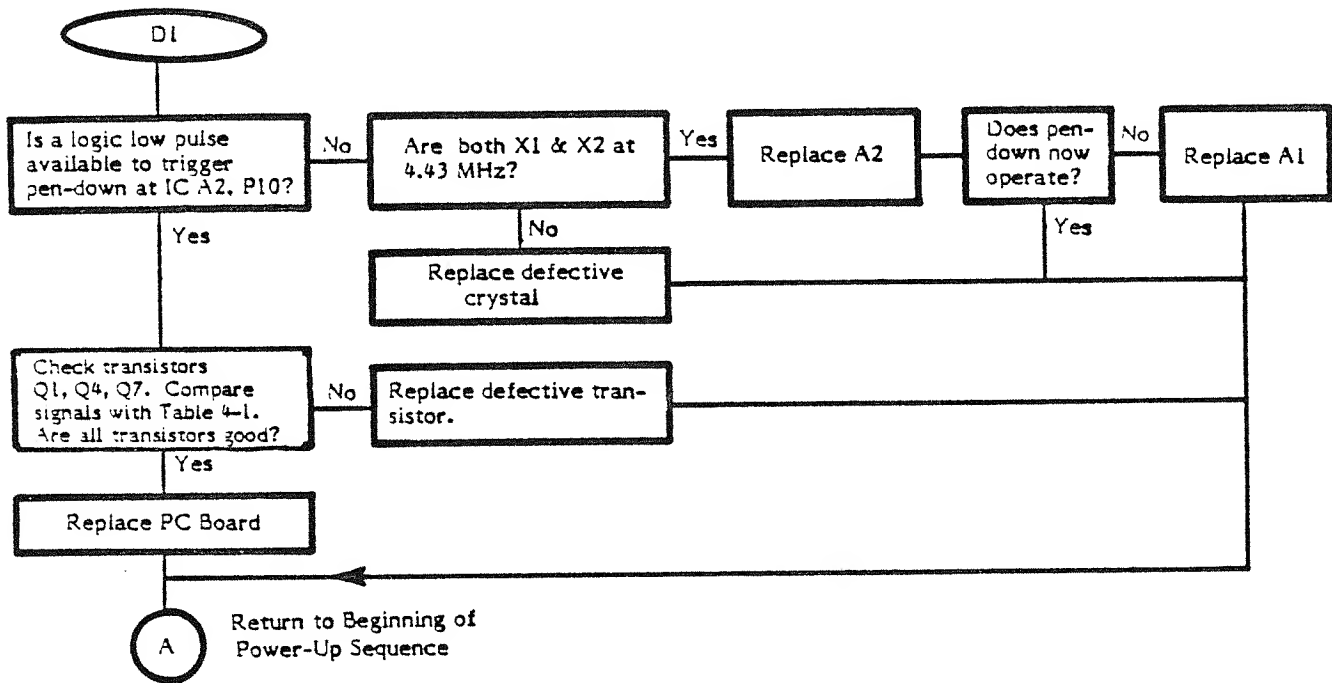 D1
Is a logic low pulse
available to trigger
pen-down at IC A2, P10?
No
Are both X1 & X2 at
4.43 MHz?
Yes
Replace A2
Does pen-
down now
operate?
No
Replace A1
Yes
No
Yes
Replace defective
crystal
Check transistors
Q1, Q4, Q7. Compare
signals with Table 4-1.
Are all transistors good?
No
Replace defective tran-
sistor.
Yes
Replace PC Board
A
Return to Beginning of
Power-Up Sequence